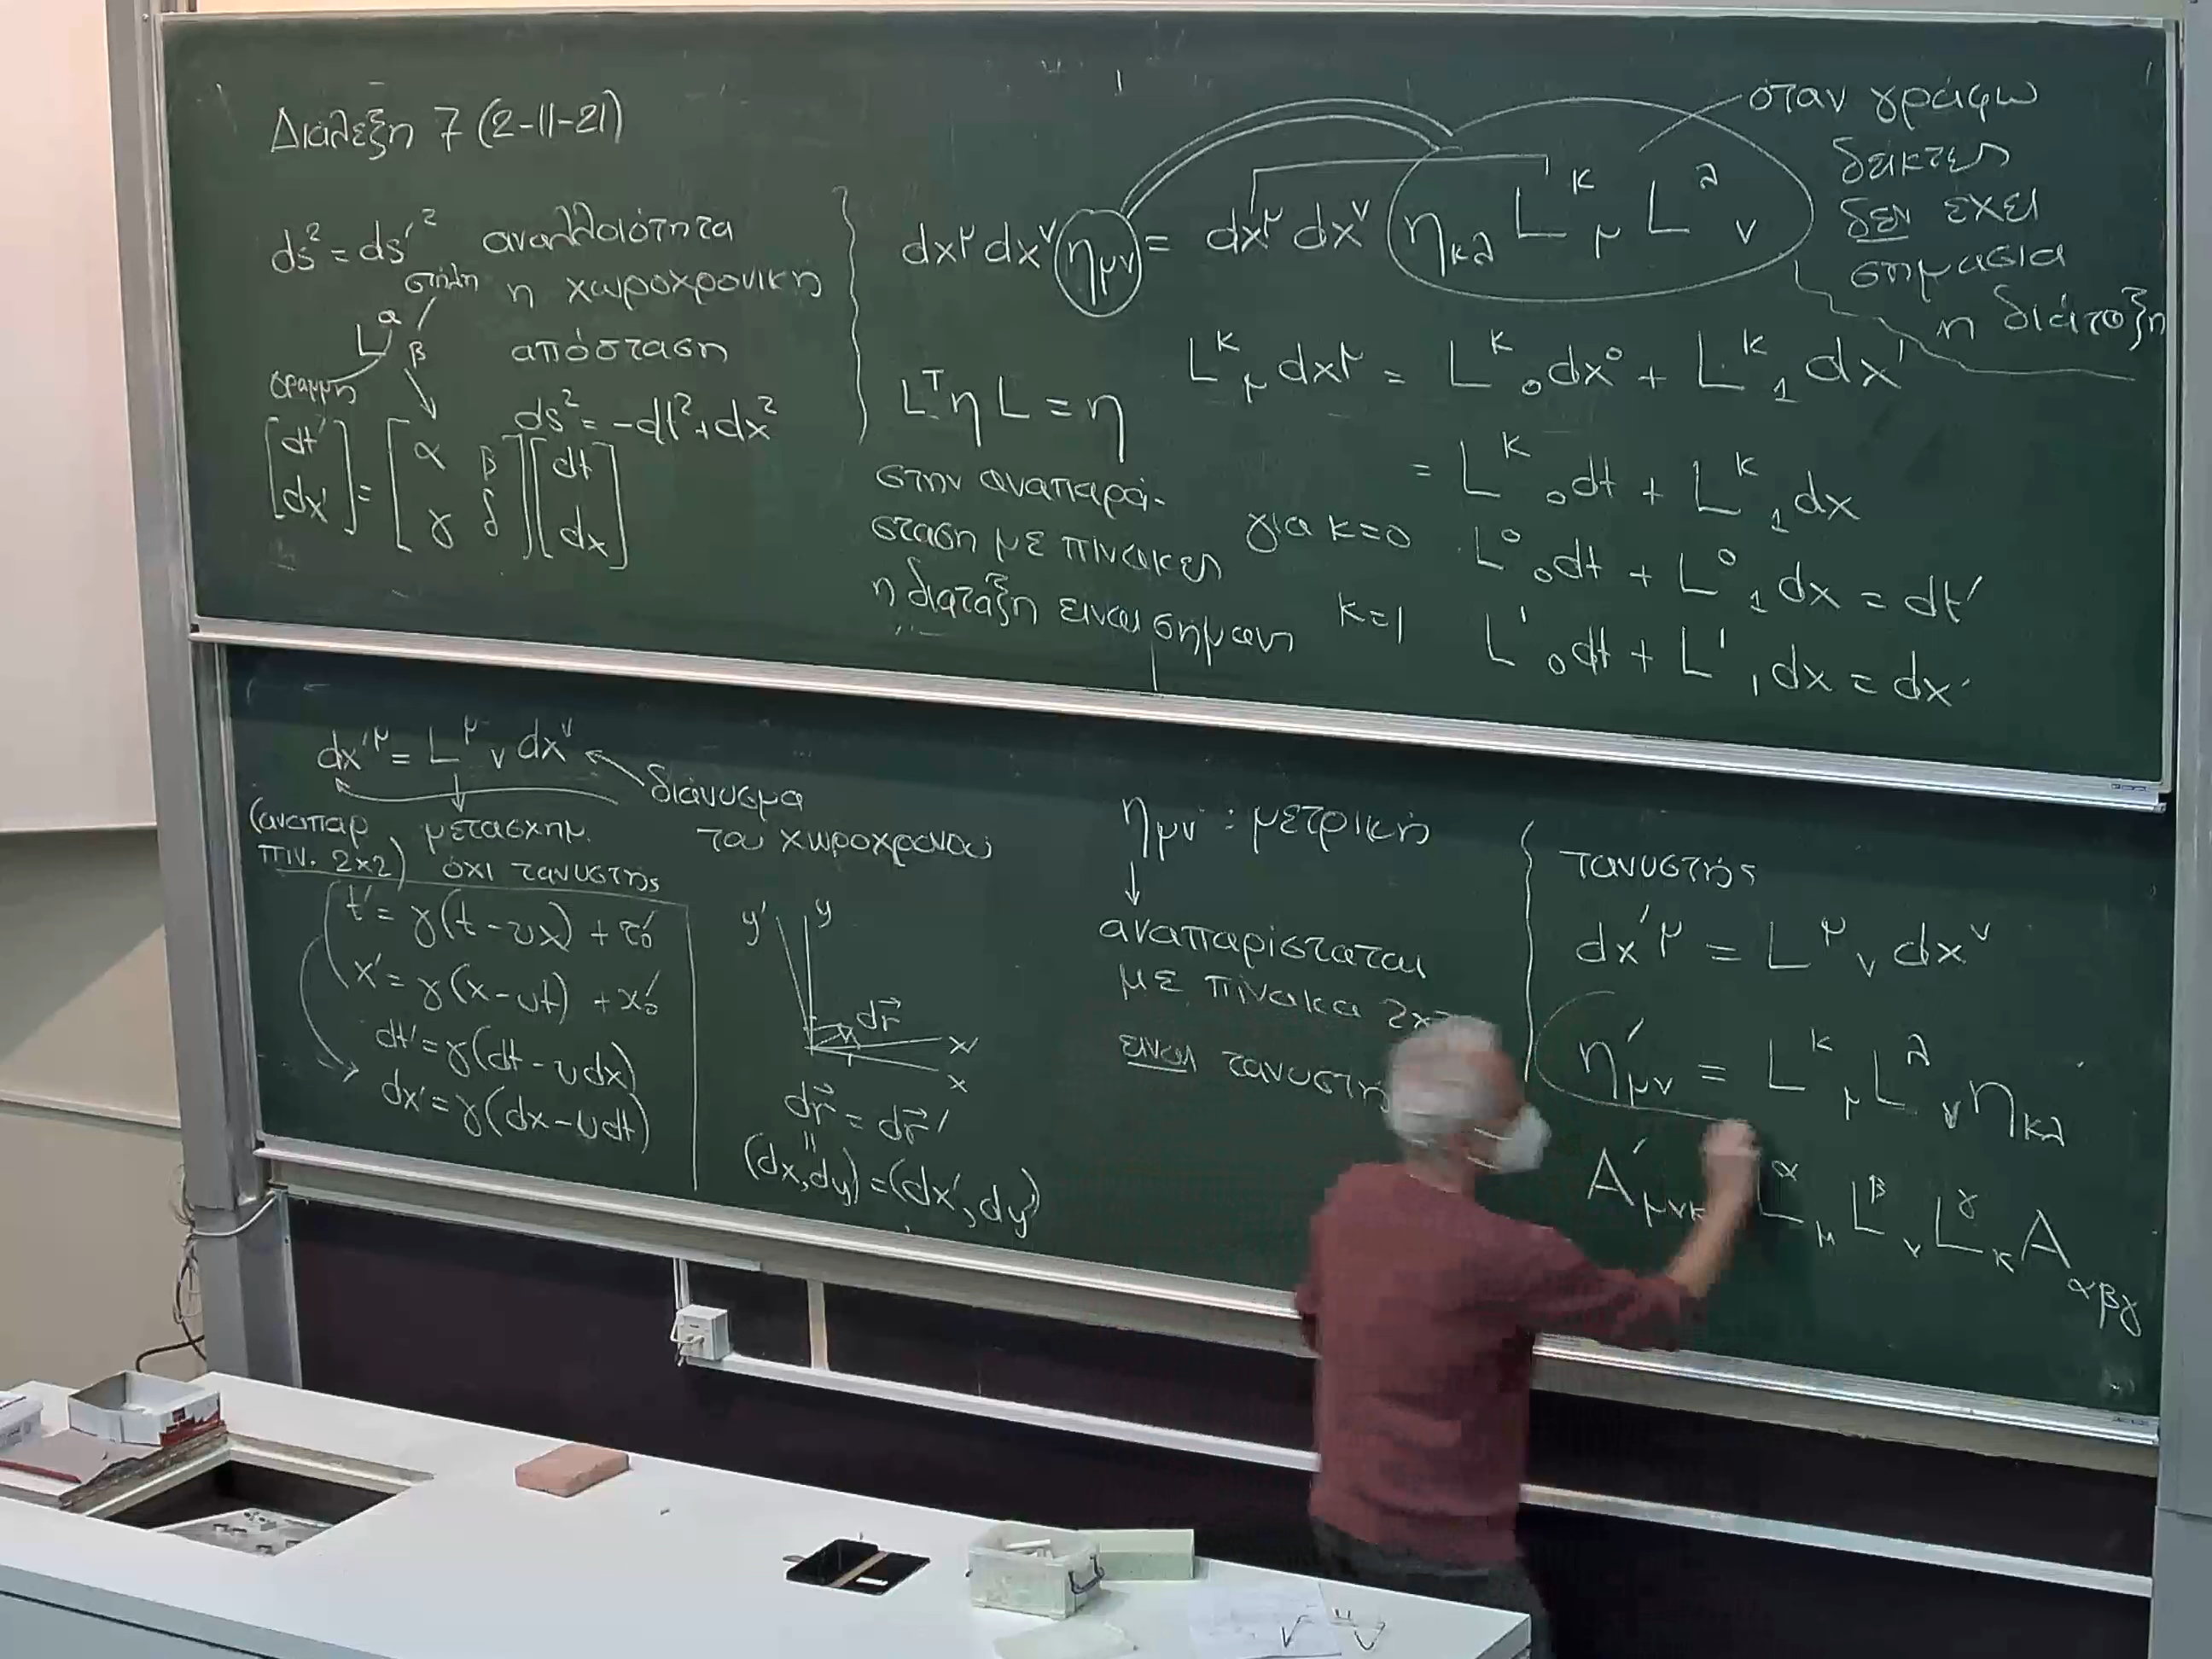 Διάλεξη 7 (2-11-21)
ds² = ds'² αναλλοιότητα
στήλη η χωροχρονική
L^α_β απόσταση
γραμμή ds² = -dt² + dx²
[dt' dx'] = [α β γ δ] [dt dx]
dx^μ dx^ν η_μν = dx^μ dx^ν η_κλ L^κ_μ L^λ_ν
όταν γράφω
δείκτες
δεν έχει
σημασία
η διάταξη
L^T η L = η
στην αναπαρά-
σταση με πίνακες
η διάταξη είναι σημαν
L^κ_μ dx^μ = L^κ_0 dx^0 + L^κ_1 dx^1
= L^κ_0 dt + L^κ_1 dx
για κ=0 L^0_0 dt + L^0_1 dx = dt'
κ=1 L^1_0 dt + L^1_1 dx = dx'
dx'^μ = L^μ_ν dx^ν
διάνυσμα
του χωροχρόνου
(αναπαρ. μετασχημ.
πιν. 2x2) όχι τανυστής
t' = γ(t - υx) + t'_0
x' = γ(x - υt) + x'_0
dt' = γ(dt - υdx)
dx' = γ(dx - υdt)
y' y
dr⃗
x'
x
dr⃗ = dr⃗'
(dx, dy) = (dx', dy')
η_μν : μετρική
↓
αναπαρίσταται
με πίνακα 2x
είναι τανυστή
τανυστής
dx'^μ = L^μ_ν dx^ν
η'_μν = L^κ_μ L^λ_ν η_κλ
A'_μνκ L^α_μ L^β_ν L^γ_κ A_αβγ